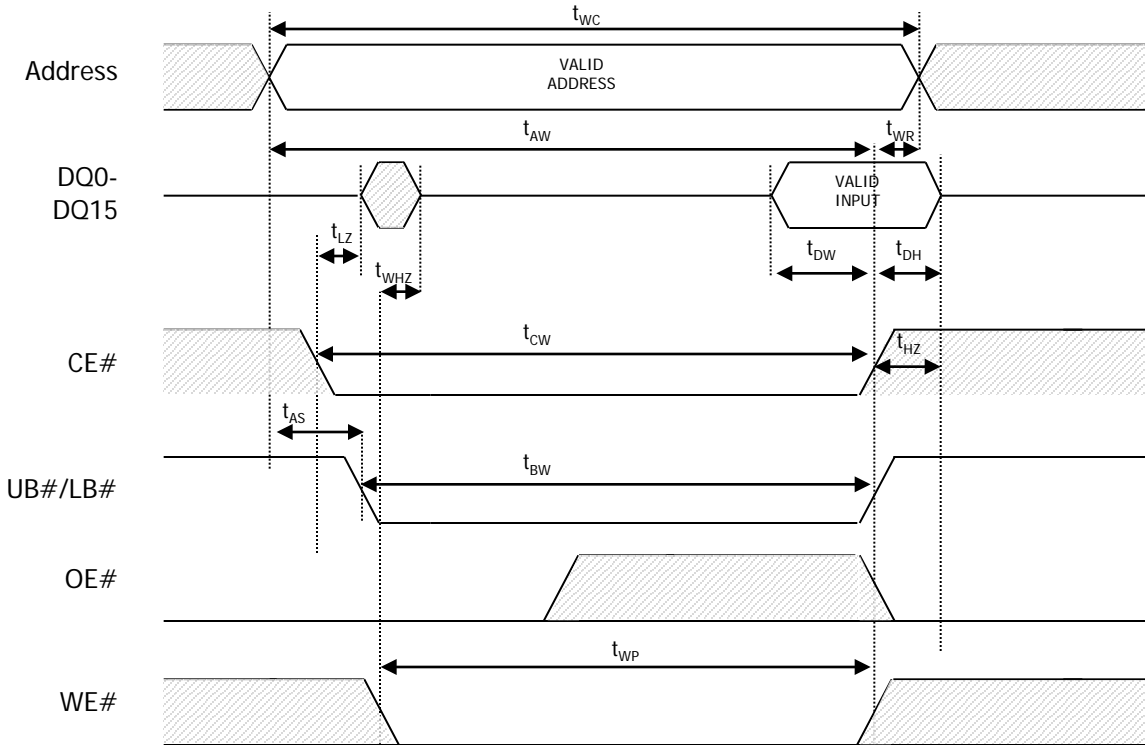 tWC
Address
VALID
ADDRESS
tAW
tWR
DQ0-
DQ15
VALID
INPUT
tLZ
tDW
tDH
tWHZ
CE#
tCW
tHZ
tAS
UB#/LB#
tBW
OE#
tWP
WE#